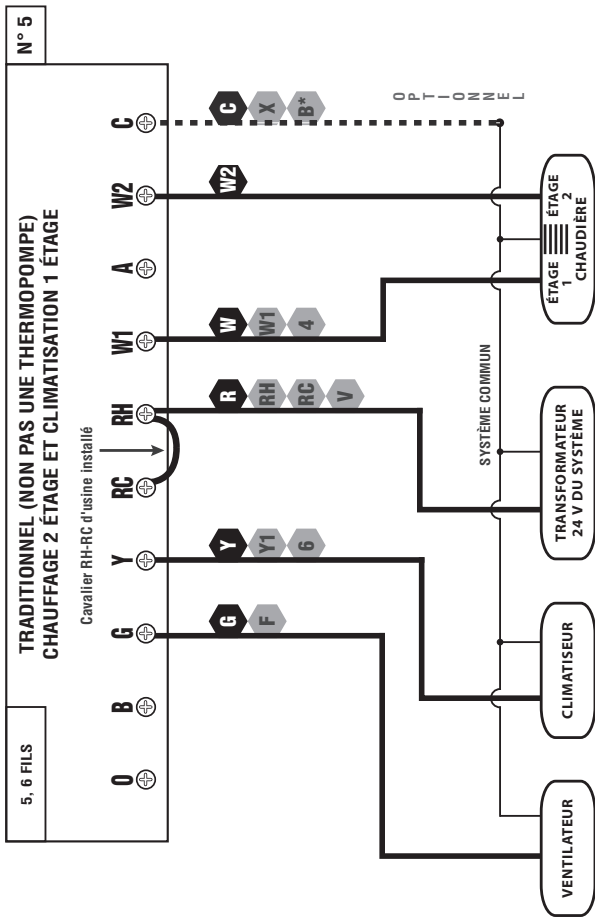 N° 5
5, 6 FILS
TRADITIONNEL (NON PAS UNE THERMOPOMPE)
CHAUFFAGE 2 ÉTAGE ET CLIMATISATION 1 ÉTAGE
Cavalier RH-RC d'usine installé
O B G Y RC RH W1 A W2 C
G Y R W W2 C
F Y1 RH W1 X
6 RC 4 B*
V
OPTIONNEL
SYSTÈME COMMUN
VENTILATEUR
CLIMATISEUR
TRANSFORMATEUR
24 V DU SYSTÈME
ÉTAGE
1
ÉTAGE
2
CHAUDIÈRE